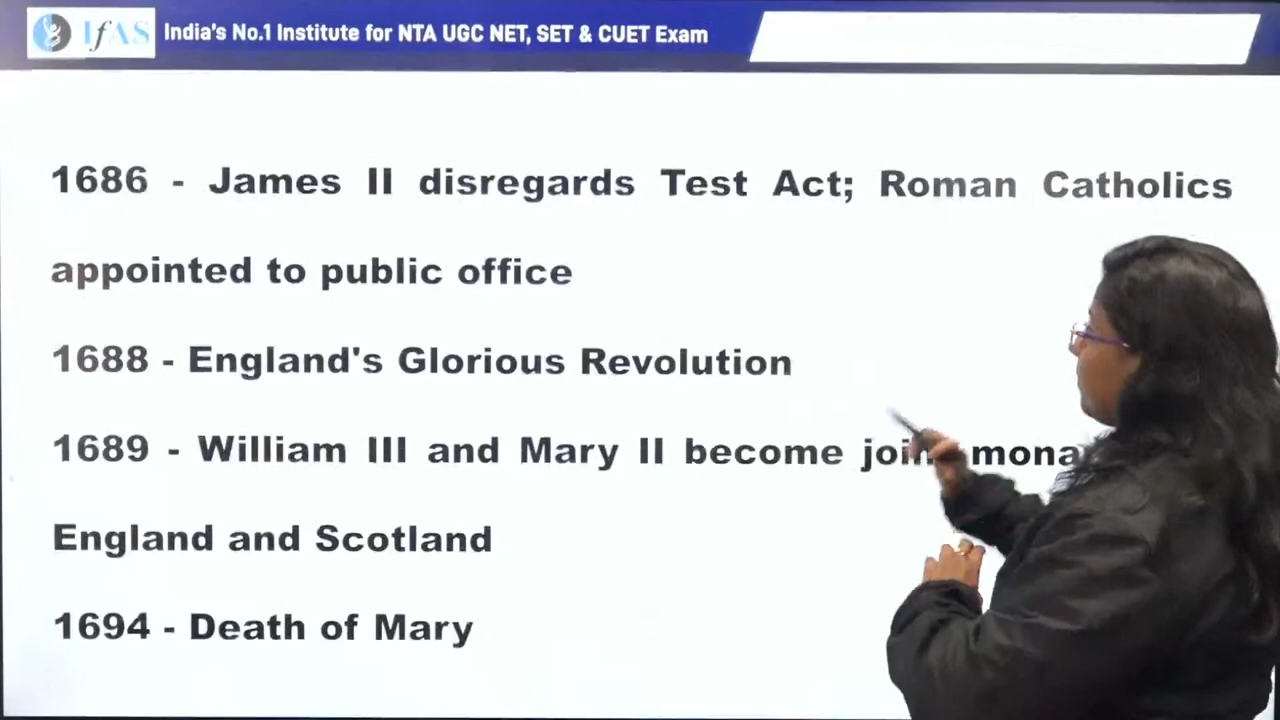 IfAS India's No.1 Institute for NTA UGC NET, SET & CUET Exam
1686 - James II disregards Test Act; Roman Catholics
appointed to public office
1688 - England's Glorious Revolution
1689 - William III and Mary II become
England and Scotland
1694 - Death of Mary